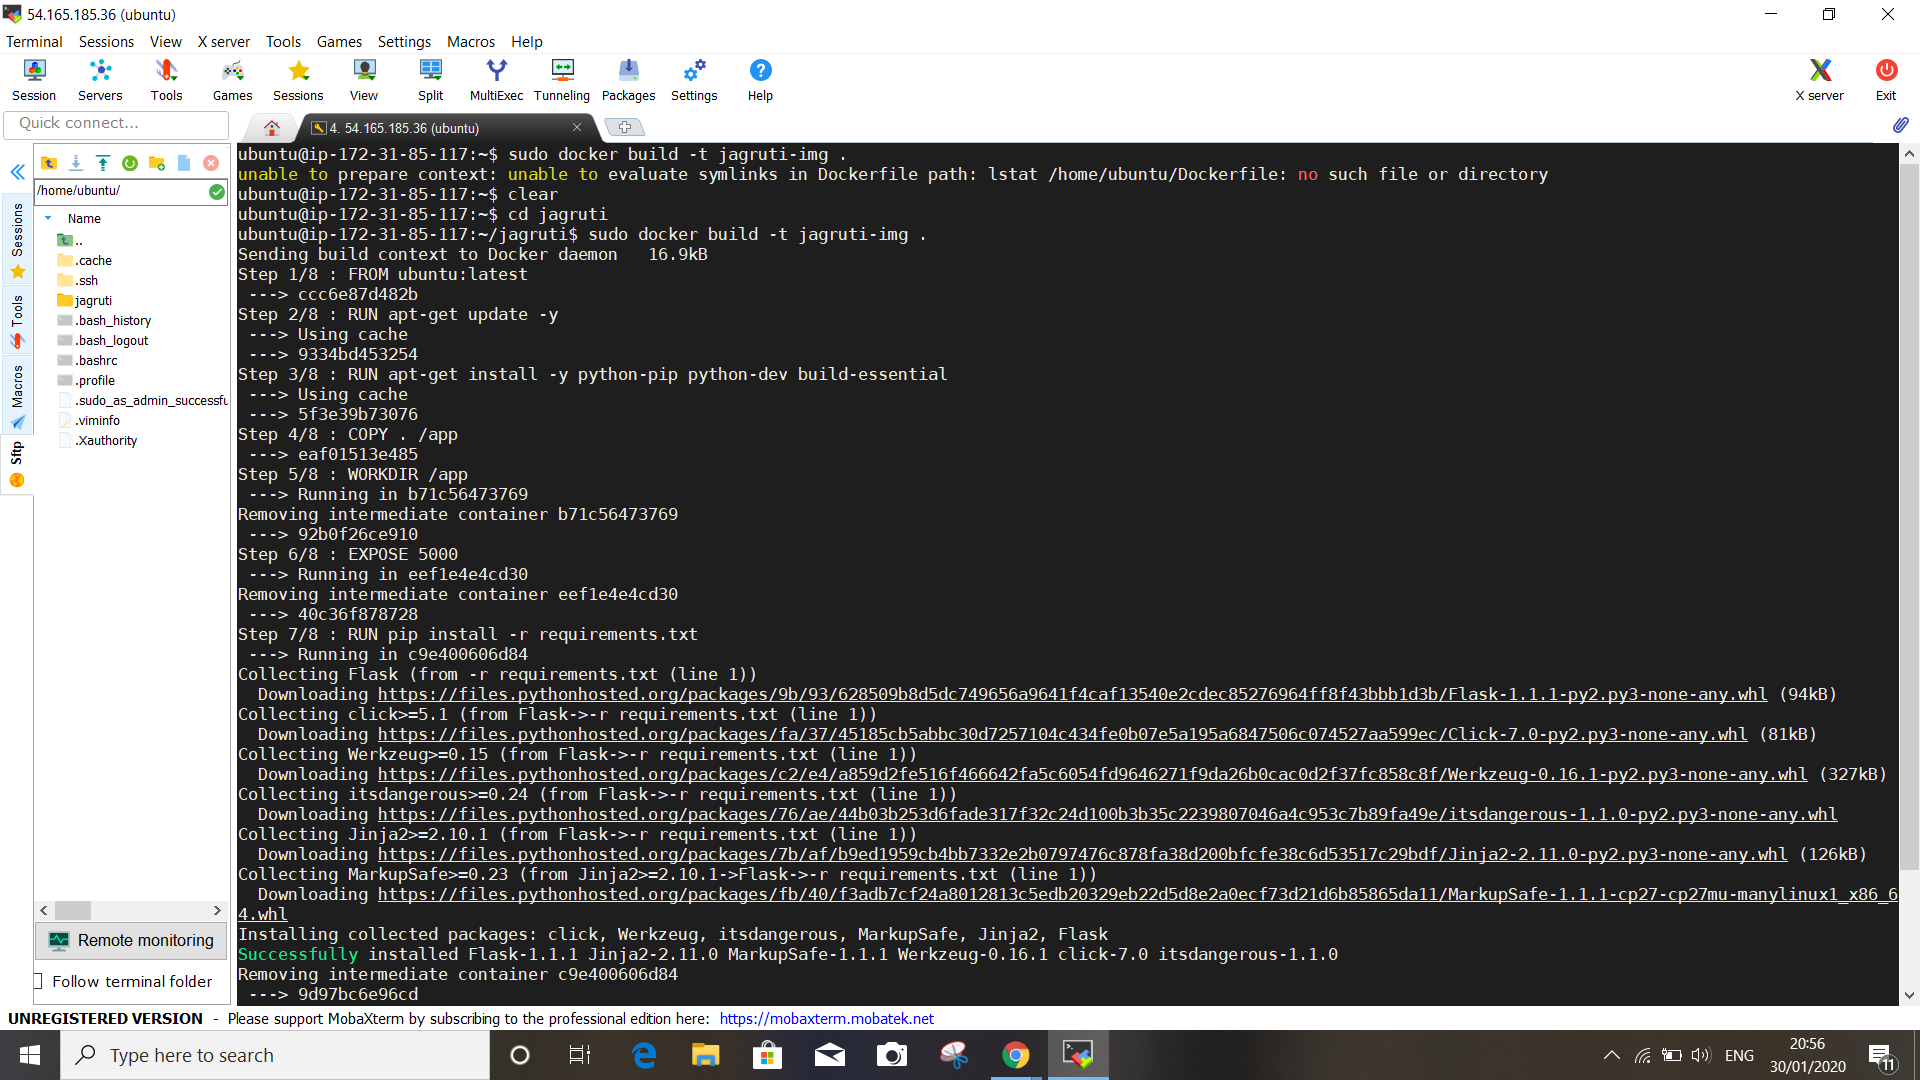 54.165.185.36 (ubuntu)
Terminal Sessions View X server Tools Games Settings Macros Help
Session Servers Tools Games Sessions View Split MultiExec Tunneling Packages Settings Help X server Exit
Quick connect...
4. 54.165.185.36 (ubuntu)
/home/ubuntu/
Name
..
.cache
.ssh
jagruti
.bash_history
.bash_logout
.bashrc
.profile
.sudo_as_admin_successfu
.viminfo
.Xauthority
Sessions
Tools
Macros
Sftp
Remote monitoring
Follow terminal folder
ubuntu@ip-172-31-85-117:~$ sudo docker build -t jagruti-img .
unable to prepare context: unable to evaluate symlinks in Dockerfile path: lstat /home/ubuntu/Dockerfile: no such file or directory
ubuntu@ip-172-31-85-117:~$ clear
ubuntu@ip-172-31-85-117:~$ cd jagruti
ubuntu@ip-172-31-85-117:~/jagruti$ sudo docker build -t jagruti-img .
Sending build context to Docker daemon   16.9kB
Step 1/8 : FROM ubuntu:latest
 ---> ccc6e87d482b
Step 2/8 : RUN apt-get update -y
 ---> Using cache
 ---> 9334bd453254
Step 3/8 : RUN apt-get install -y python-pip python-dev build-essential
 ---> Using cache
 ---> 5f3e39b73076
Step 4/8 : COPY . /app
 ---> eaf01513e485
Step 5/8 : WORKDIR /app
 ---> Running in b71c56473769
Removing intermediate container b71c56473769
 ---> 92b0f26ce910
Step 6/8 : EXPOSE 5000
 ---> Running in eef1e4e4cd30
Removing intermediate container eef1e4e4cd30
 ---> 40c36f878728
Step 7/8 : RUN pip install -r requirements.txt
 ---> Running in c9e400606d84
Collecting Flask (from -r requirements.txt (line 1))
  Downloading https://files.pythonhosted.org/packages/9b/93/628509b8d5dc749656a9641f4caf13540e2cdec85276964ff8f43bbb1d3b/Flask-1.1.1-py2.py3-none-any.whl (94kB)
Collecting click>=5.1 (from Flask->-r requirements.txt (line 1))
  Downloading https://files.pythonhosted.org/packages/fa/37/45185cb5abbc30d7257104c434fe0b07e5a195a6847506c074527aa599ec/Click-7.0-py2.py3-none-any.whl (81kB)
Collecting Werkzeug>=0.15 (from Flask->-r requirements.txt (line 1))
  Downloading https://files.pythonhosted.org/packages/c2/e4/a859d2fe516f466642fa5c6054fd9646271f9da26b0cac0d2f37fc858c8f/Werkzeug-0.16.1-py2.py3-none-any.whl (327kB)
Collecting itsdangerous>=0.24 (from Flask->-r requirements.txt (line 1))
  Downloading https://files.pythonhosted.org/packages/76/ae/44b03b253d6fade317f32c24d100b3b35c2239807046a4c953c7b89fa49e/itsdangerous-1.1.0-py2.py3-none-any.whl
Collecting Jinja2>=2.10.1 (from Flask->-r requirements.txt (line 1))
  Downloading https://files.pythonhosted.org/packages/7b/af/b9ed1959cb4bb7332e2b0797476c878fa38d200bfcfe38c6d53517c29bdf/Jinja2-2.11.0-py2.py3-none-any.whl (126kB)
Collecting MarkupSafe>=0.23 (from Jinja2>=2.10.1->Flask->-r requirements.txt (line 1))
  Downloading https://files.pythonhosted.org/packages/fb/40/f3adb7cf24a8012813c5edb20329eb22d5d8e2a0ecf73d21d6b85865da11/MarkupSafe-1.1.1-cp27-cp27mu-manylinux1_x86_6
4.whl
Installing collected packages: click, Werkzeug, itsdangerous, MarkupSafe, Jinja2, Flask
Successfully installed Flask-1.1.1 Jinja2-2.11.0 MarkupSafe-1.1.1 Werkzeug-0.16.1 click-7.0 itsdangerous-1.1.0
Removing intermediate container c9e400606d84
 ---> 9d97bc6e96cd
UNREGISTERED VERSION - Please support MobaXterm by subscribing to the professional edition here: https://mobaxterm.mobatek.net
Type here to search
ENG
20:56
30/01/2020
11